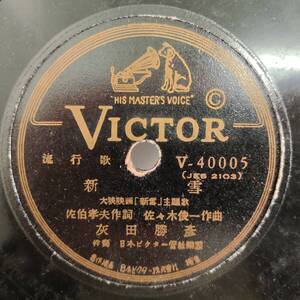 "HIS MASTER'S VOICE" ©
VICTOR
流行歌 V-40005
(JES 2103)
新雪
大映映画「新雪」主題歌
佐伯孝夫作詞 佐々木俊一作曲
灰田勝彦
伴奏 日本ビクター管絃樂團